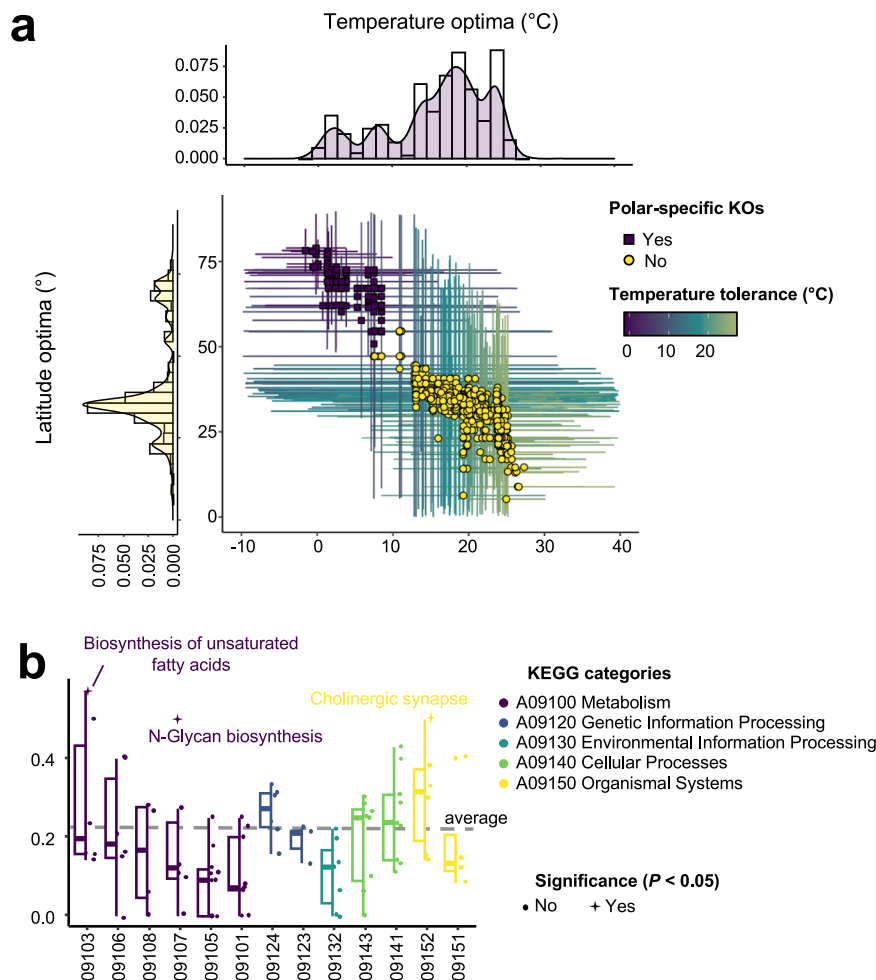 a
Temperature optima (°C)
0.075
0.050
0.025
0.000
Latitude optima (°)
75
50
25
0
0.075
0.050
0.025
0.000
-10
0
10
20
30
40
Polar-specific KOs
Yes
No
Temperature tolerance (°C)
0
20
b
Biosynthesis of unsaturated
fatty acids
N-Glycan biosynthesis
Cholinergic synapse
average
0.4
0.2
0.0
09103
09106
09108
09107
09105
09101
09124
09123
09132
09143
09141
09152
09151
KEGG categories
A09100 Metabolism
A09120 Genetic Information Processing
A09130 Environmental Information Processing
A09140 Cellular Processes
A09150 Organismal Systems
Significance (P < 0.05)
No
Yes